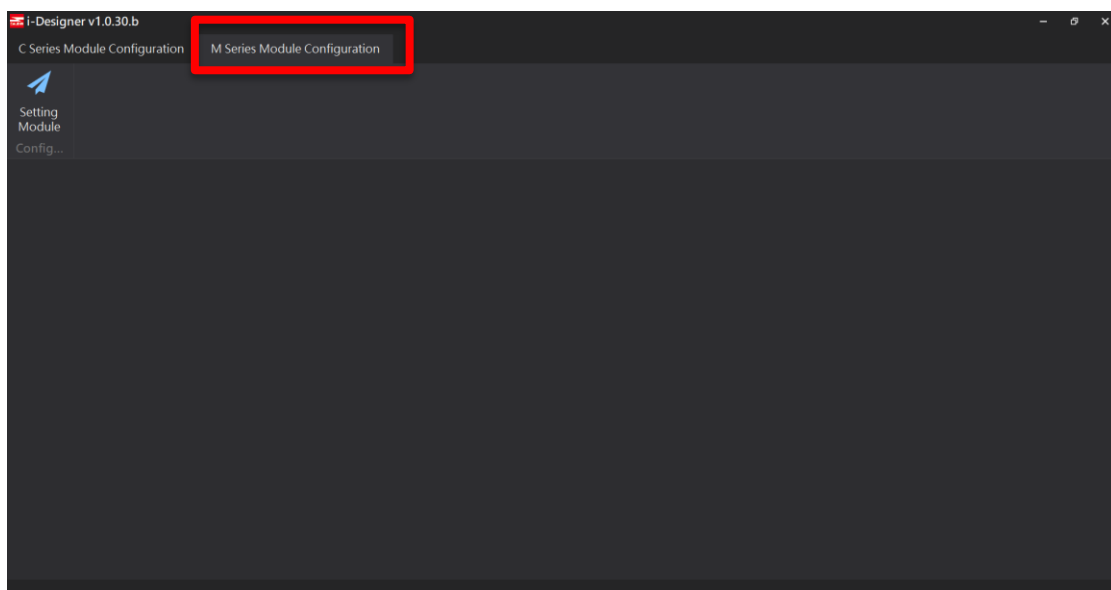 i-Designer v1.0.30.b
C Series Module Configuration
M Series Module Configuration
Setting
Module
Config...